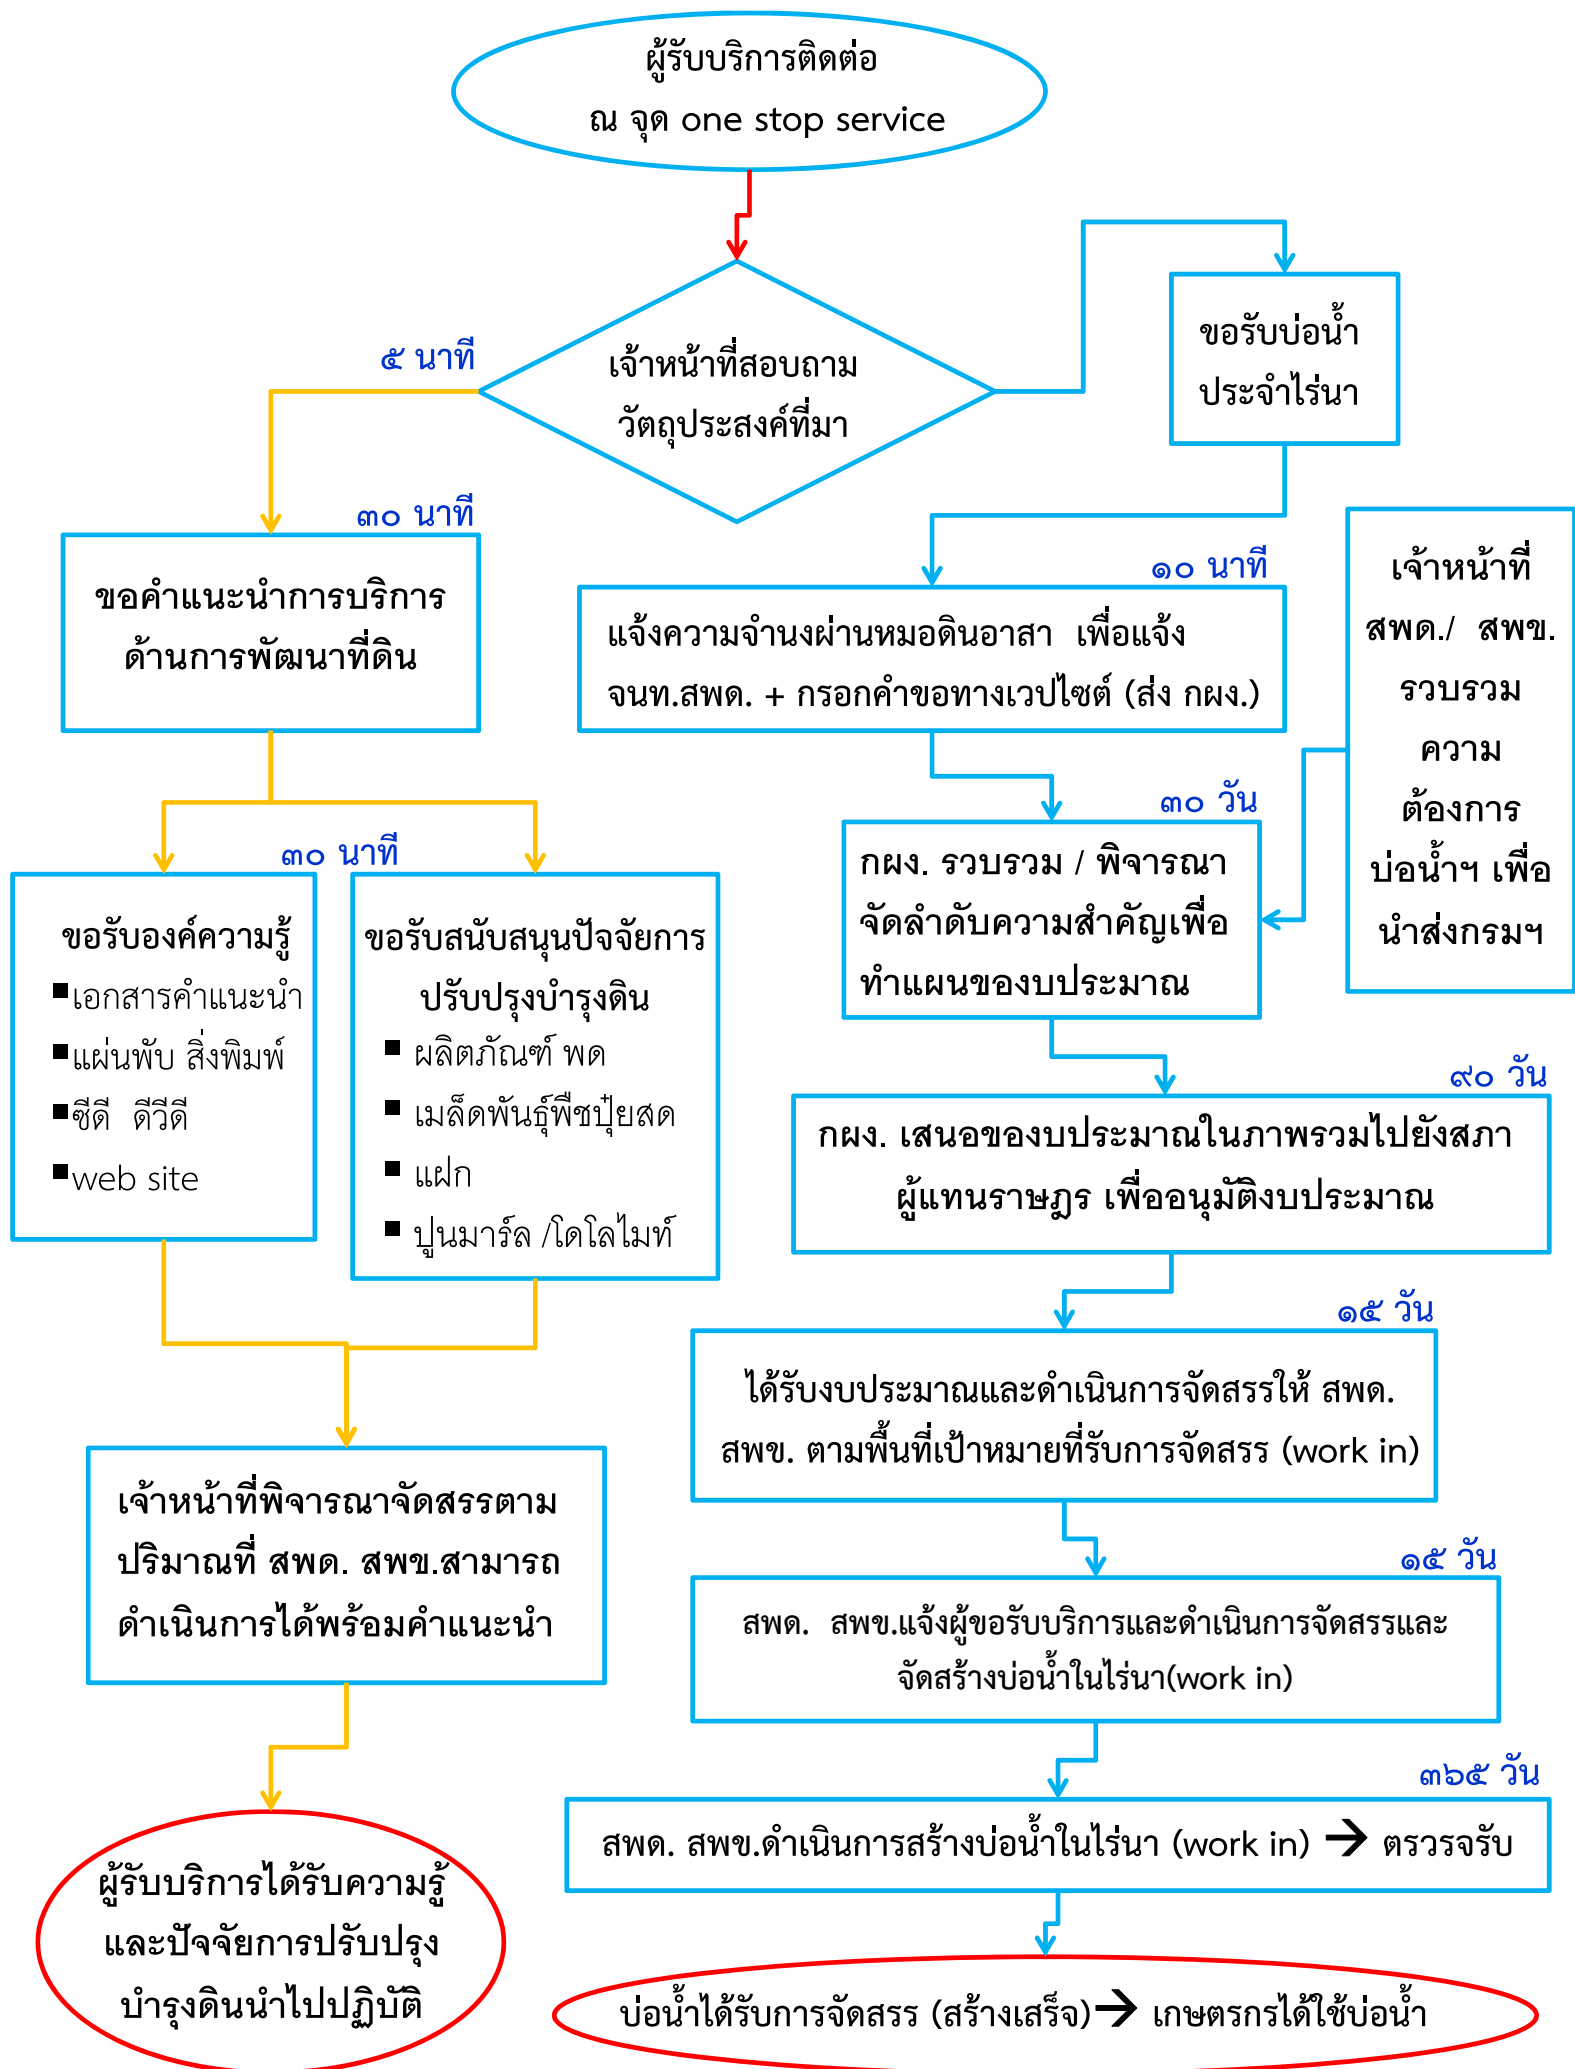 ผู้รับบริการติดต่อ
ณ จุด one stop service
เจ้าหน้าที่สอบถาม
วัตถุประสงค์ที่มา
๕ นาที
ขอรับบ่อน้ำ
ประจำไร่นา
๓๐ นาที
ขอคำแนะนำการบริการ
ด้านการพัฒนาที่ดิน
๑๐ นาที
แจ้งความจำนงผ่านหมอดินอาสา เพื่อแจ้ง
จนท.สพด. + กรอกคำขอทางเวปไซต์ (ส่ง กผง.)
เจ้าหน้าที่
สพด./ สพข.
รวบรวม
ความ
ต้องการ
บ่อน้ำฯ เพื่อ
นำส่งกรมฯ
๓๐ นาที
ขอรับองค์ความรู้
▪เอกสารคำแนะนำ
▪แผ่นพับ สิ่งพิมพ์
▪ซีดี ดีวีดี
▪web site
ขอรับสนับสนุนปัจจัยการ
ปรับปรุงบำรุงดิน
▪ ผลิตภัณฑ์ พด
▪ เมล็ดพันธุ์พืชปุ๋ยสด
▪ แฝก
▪ ปูนมาร์ล /โดโลไมท์
๓๐ วัน
กผง. รวบรวม / พิจารณา
จัดลำดับความสำคัญเพื่อ
ทำแผนของบประมาณ
๙๐ วัน
กผง. เสนอของบประมาณในภาพรวมไปยังสภา
ผู้แทนราษฎร เพื่ออนุมัติงบประมาณ
๑๕ วัน
ได้รับงบประมาณและดำเนินการจัดสรรให้ สพด.
สพข. ตามพื้นที่เป้าหมายที่รับการจัดสรร (work in)
เจ้าหน้าที่พิจารณาจัดสรรตาม
ปริมาณที่ สพด. สพข.สามารถ
ดำเนินการได้พร้อมคำแนะนำ
๑๕ วัน
สพด. สพข.แจ้งผู้ขอรับบริการและดำเนินการจัดสรรและ
จัดสร้างบ่อน้ำในไร่นา(work in)
๓๖๕ วัน
สพด. สพข.ดำเนินการสร้างบ่อน้ำในไร่นา (work in) → ตรวรจรับ
ผู้รับบริการได้รับความรู้
และปัจจัยการปรับปรุง
บำรุงดินนำไปปฏิบัติ
บ่อน้ำได้รับการจัดสรร (สร้างเสร็จ)→ เกษตรกรได้ใช้บ่อน้ำ